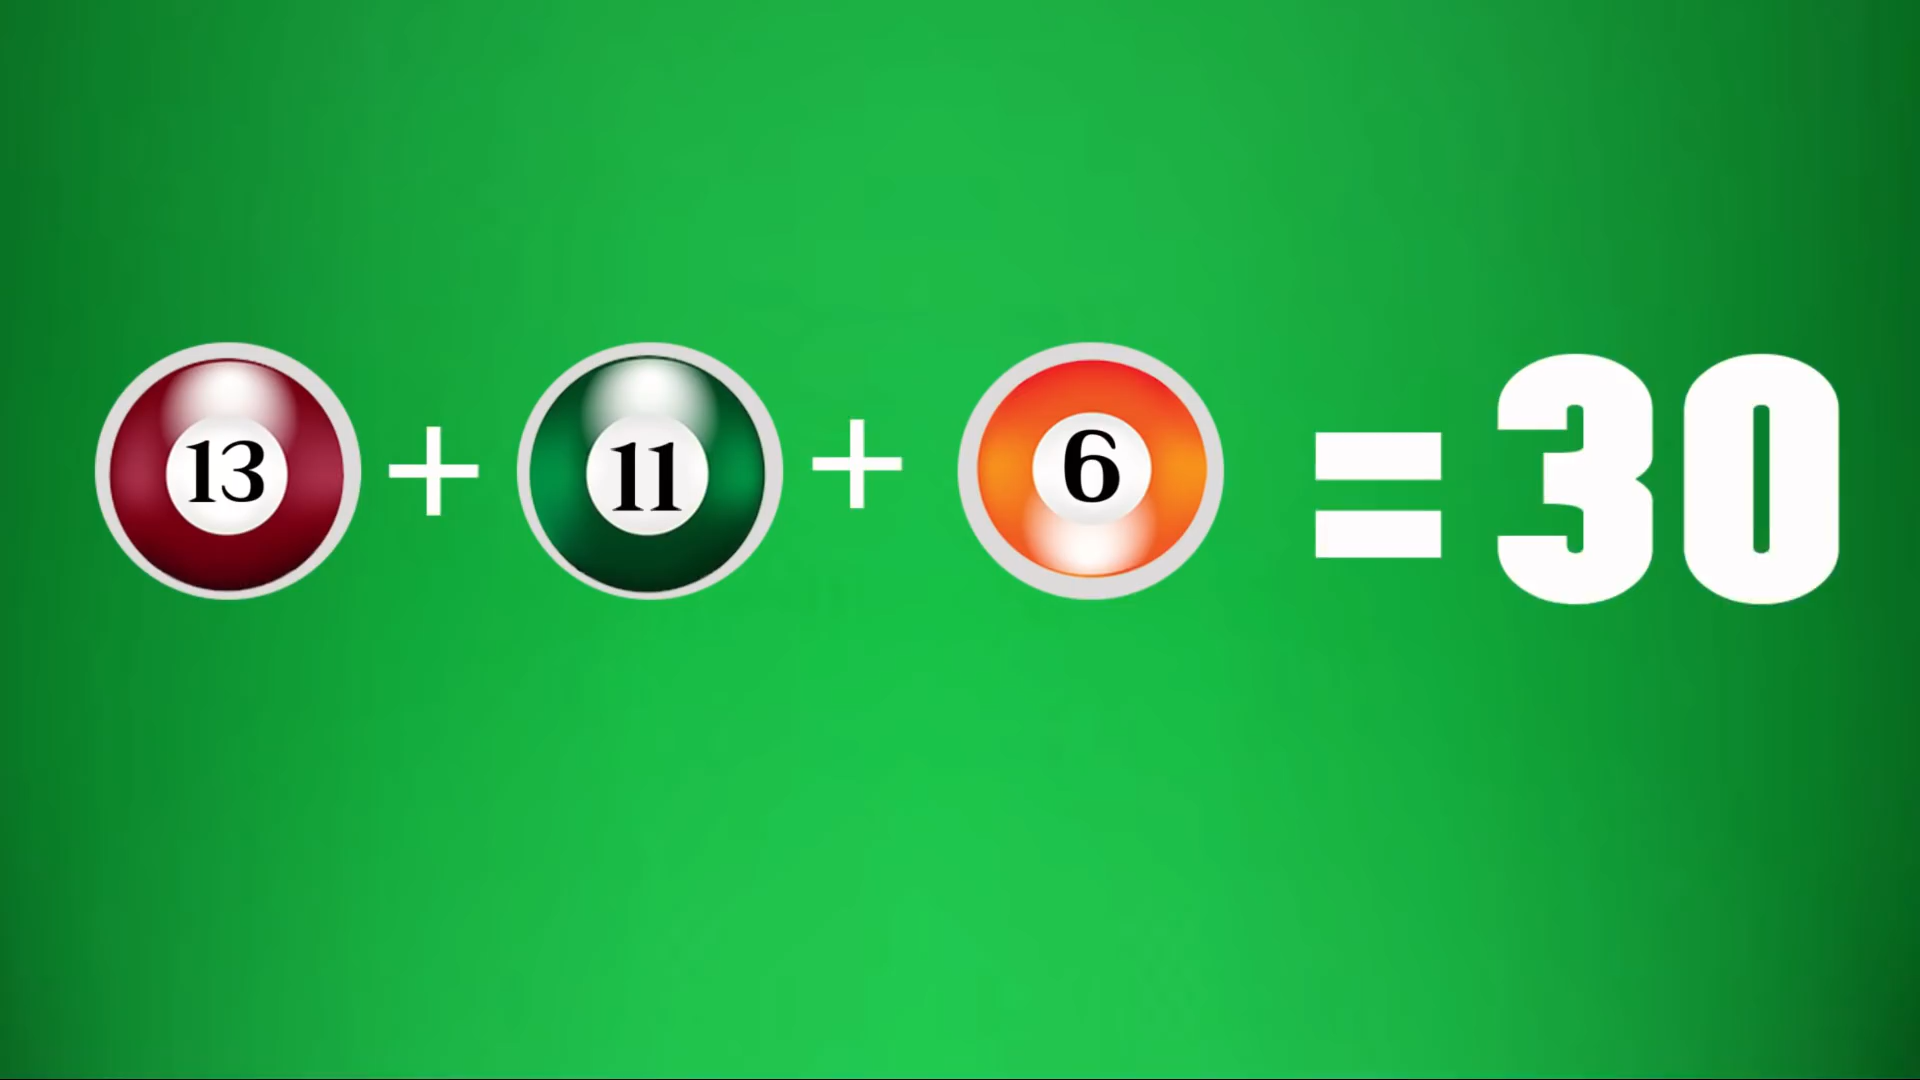 13 + 11 + 6 = 30